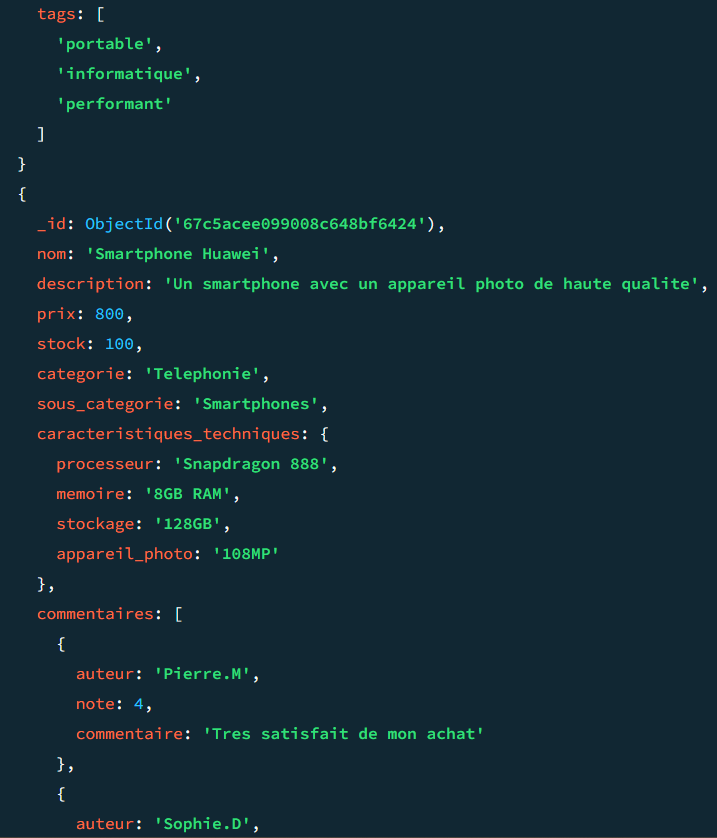 tags: [
'portable',
'informatique',
'performant'
]
}
{
_id: ObjectId('67c5acee099008c648bf6424'),
nom: 'Smartphone Huawei',
description: 'Un smartphone avec un appareil photo de haute qualite',
prix: 800,
stock: 100,
categorie: 'Telephonie',
sous_categorie: 'Smartphones',
caracteristiques_techniques: {
processeur: 'Snapdragon 888',
memoire: '8GB RAM',
stockage: '128GB',
appareil_photo: '108MP'
},
commentaires: [
{
auteur: 'Pierre.M',
note: 4,
commentaire: 'Tres satisfait de mon achat'
},
{
auteur: 'Sophie.D',